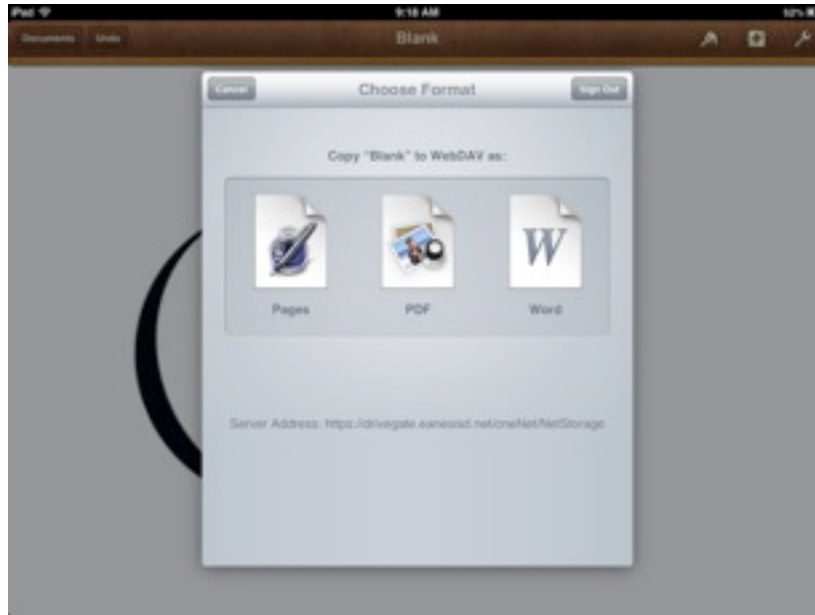 iPad 9:18 AM 92%
Documents Undo Blank
Cancel Choose Format Sign Out
Copy "Blank" to WebDAV as:
W
Pages PDF Word
Server Address: https://drivegate.eanesisd.net/oneNet/NetStorage